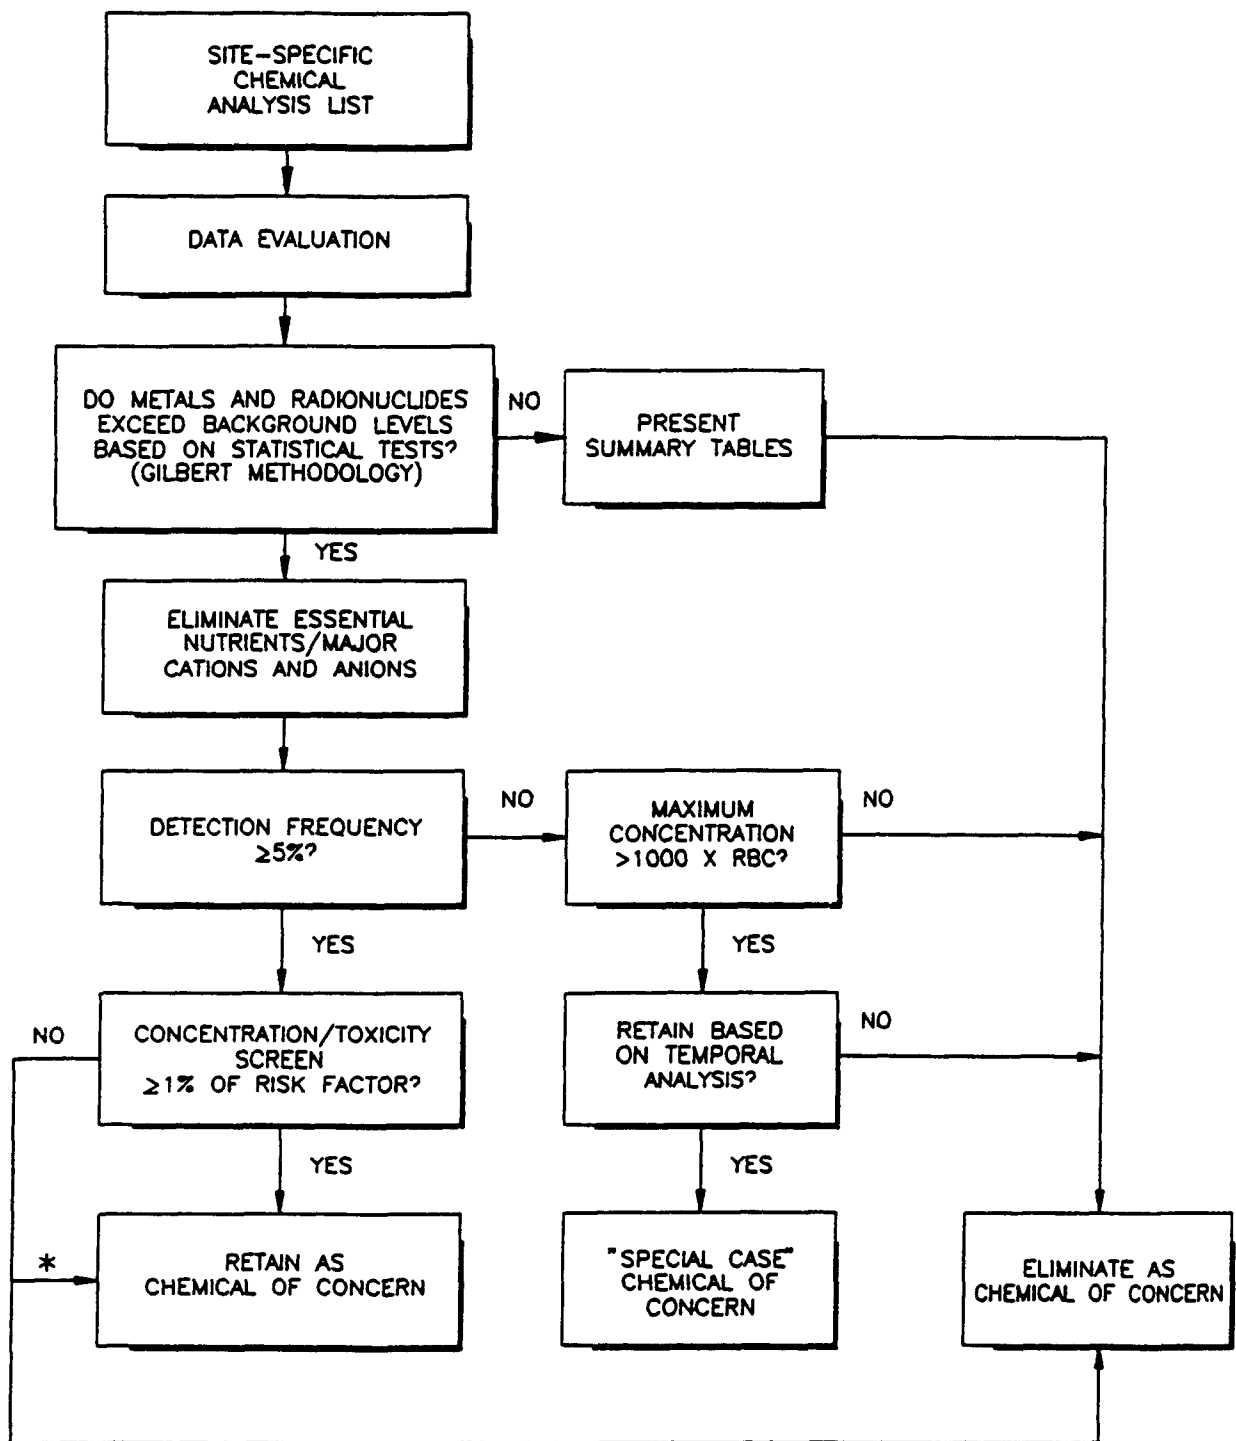 SITE-SPECIFIC
CHEMICAL
ANALYSIS LIST
DATA EVALUATION
DO METALS AND RADIONUCLIDES
EXCEED BACKGROUND LEVELS
BASED ON STATISTICAL TESTS?
(GILBERT METHODOLOGY)
NO
PRESENT
SUMMARY TABLES
YES
ELIMINATE ESSENTIAL
NUTRIENTS/MAJOR
CATIONS AND ANIONS
DETECTION FREQUENCY
≥5%?
NO
MAXIMUM
CONCENTRATION
>1000 X RBC?
NO
YES
YES
NO
CONCENTRATION/TOXICITY
SCREEN
≥1% OF RISK FACTOR?
RETAIN BASED
ON TEMPORAL
ANALYSIS?
NO
YES
YES
*
RETAIN AS
CHEMICAL OF CONCERN
"SPECIAL CASE"
CHEMICAL OF
CONCERN
ELIMINATE AS
CHEMICAL OF CONCERN